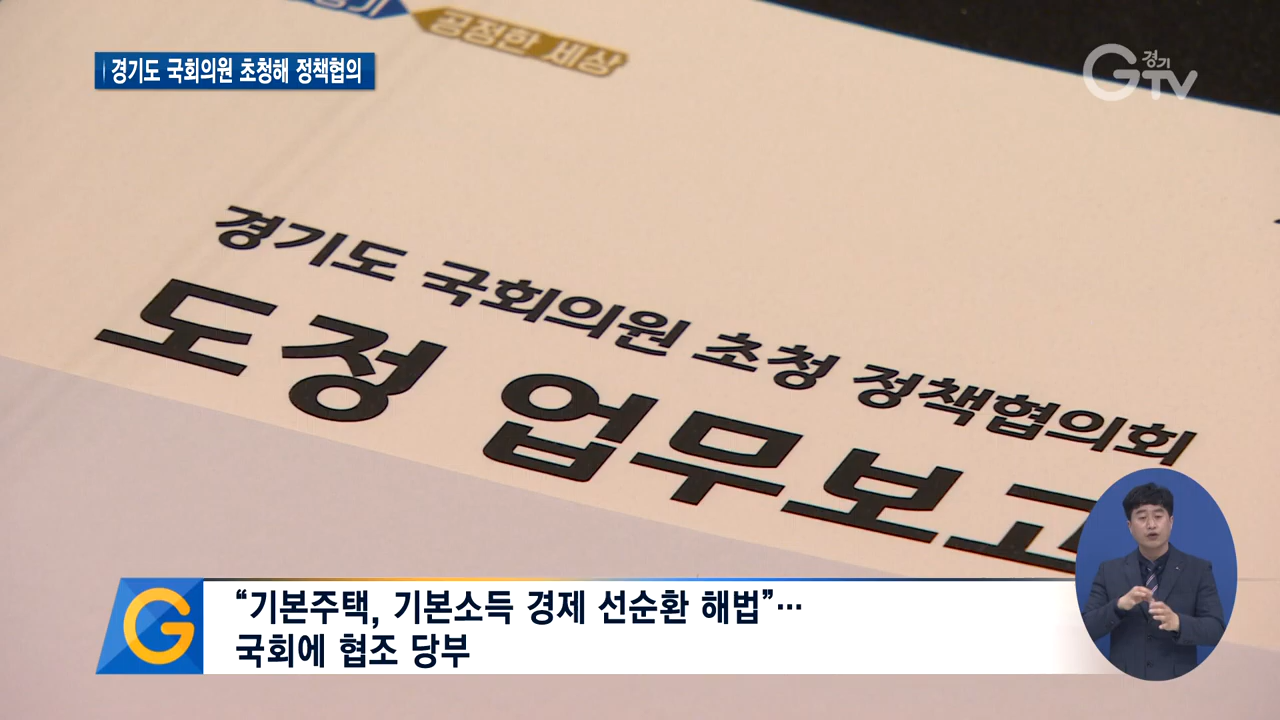 경기
공정한 세상
경기도 국회의원 초청해 정책협의
경기
GTV
경기도 국회의원 초청 정책협의회
도정 업무보고
G
“기본주택, 기본소득 경제 선순환 해법”…
국회에 협조 당부